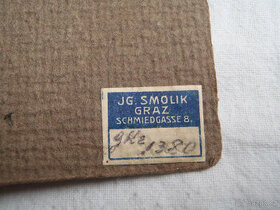 JG. SMOLIK
GRAZ
SCHMIEDGASSE 8.
1380